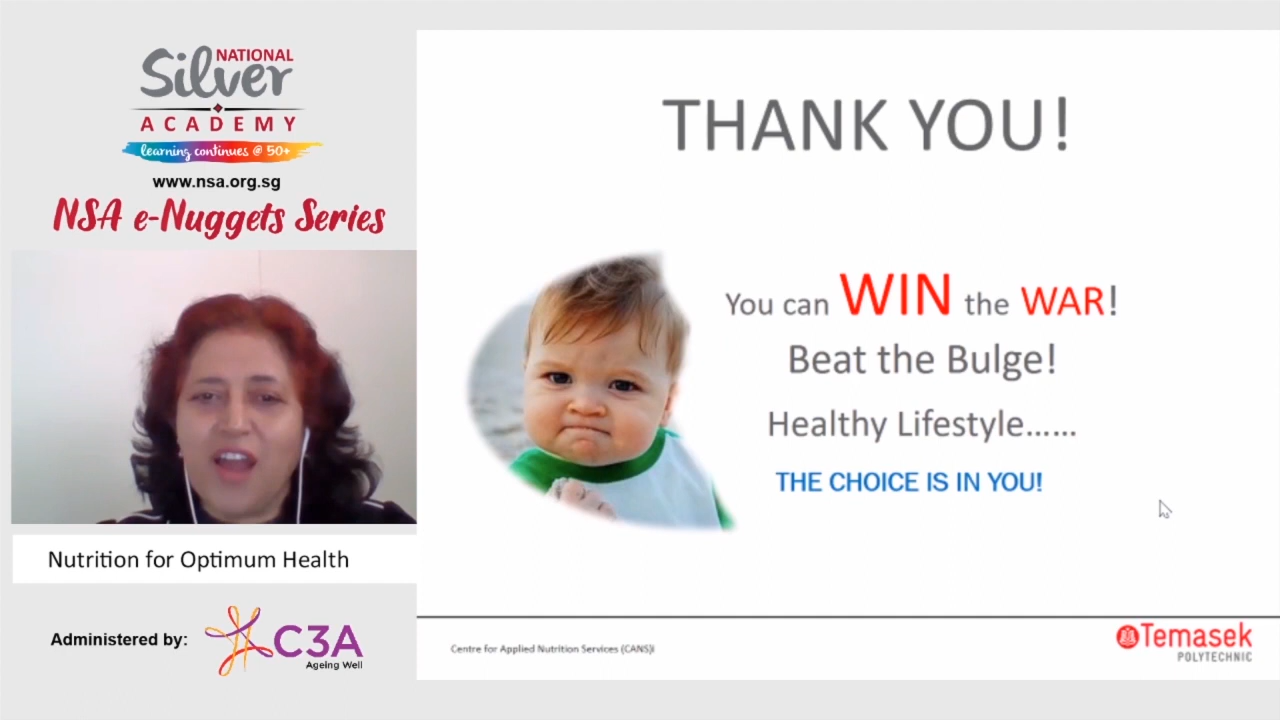 NATIONAL
Silver
ACADEMY
learning continues @ 50+
www.nsa.org.sg
NSA e-Nuggets Series
Nutrition for Optimum Health
Administered by:
C3A
Ageing Well
THANK YOU!
You can WIN the WAR!
Beat the Bulge!
Healthy Lifestyle......
THE CHOICE IS IN YOU!
Centre for Applied Nutrition Services (CANS)i
Temasek
POLYTECHNIC